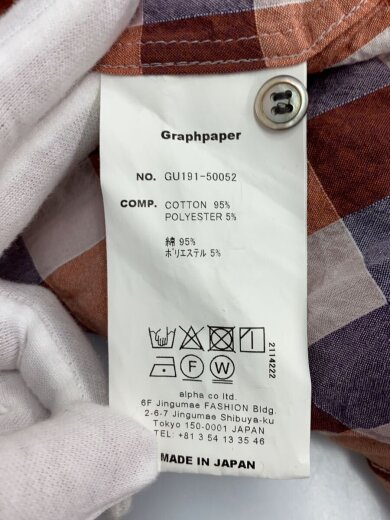 Graphpaper
NO. GU191-50052
COMP. COTTON 95%
POLYESTER 5%
綿 95%
ポリエステル 5%
F W
2114222
alpha co ltd.
6F Jingumae FASHION Bldg.
2-6-7 Jingumae Shibuya-ku
Tokyo 150-0001 JAPAN
TEL: +81 3 54 13 35 46
MADE IN JAPAN